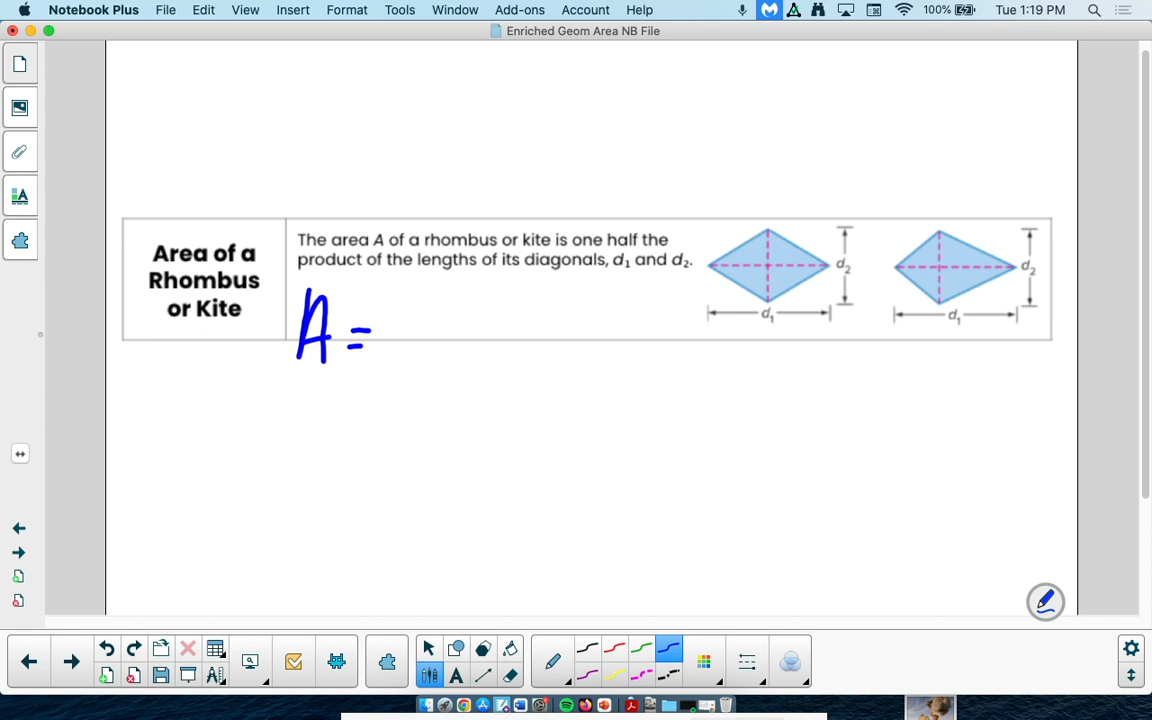 Notebook Plus File Edit View Insert Format Tools Window Add-ons Account Help 100% Tue 1:19 PM
Enriched Geom Area NB File
Area of a
Rhombus
or Kite
The area A of a rhombus or kite is one half the
product of the lengths of its diagonals, d₁ and d₂.
A =
d₂
d₁
d₂
d₁